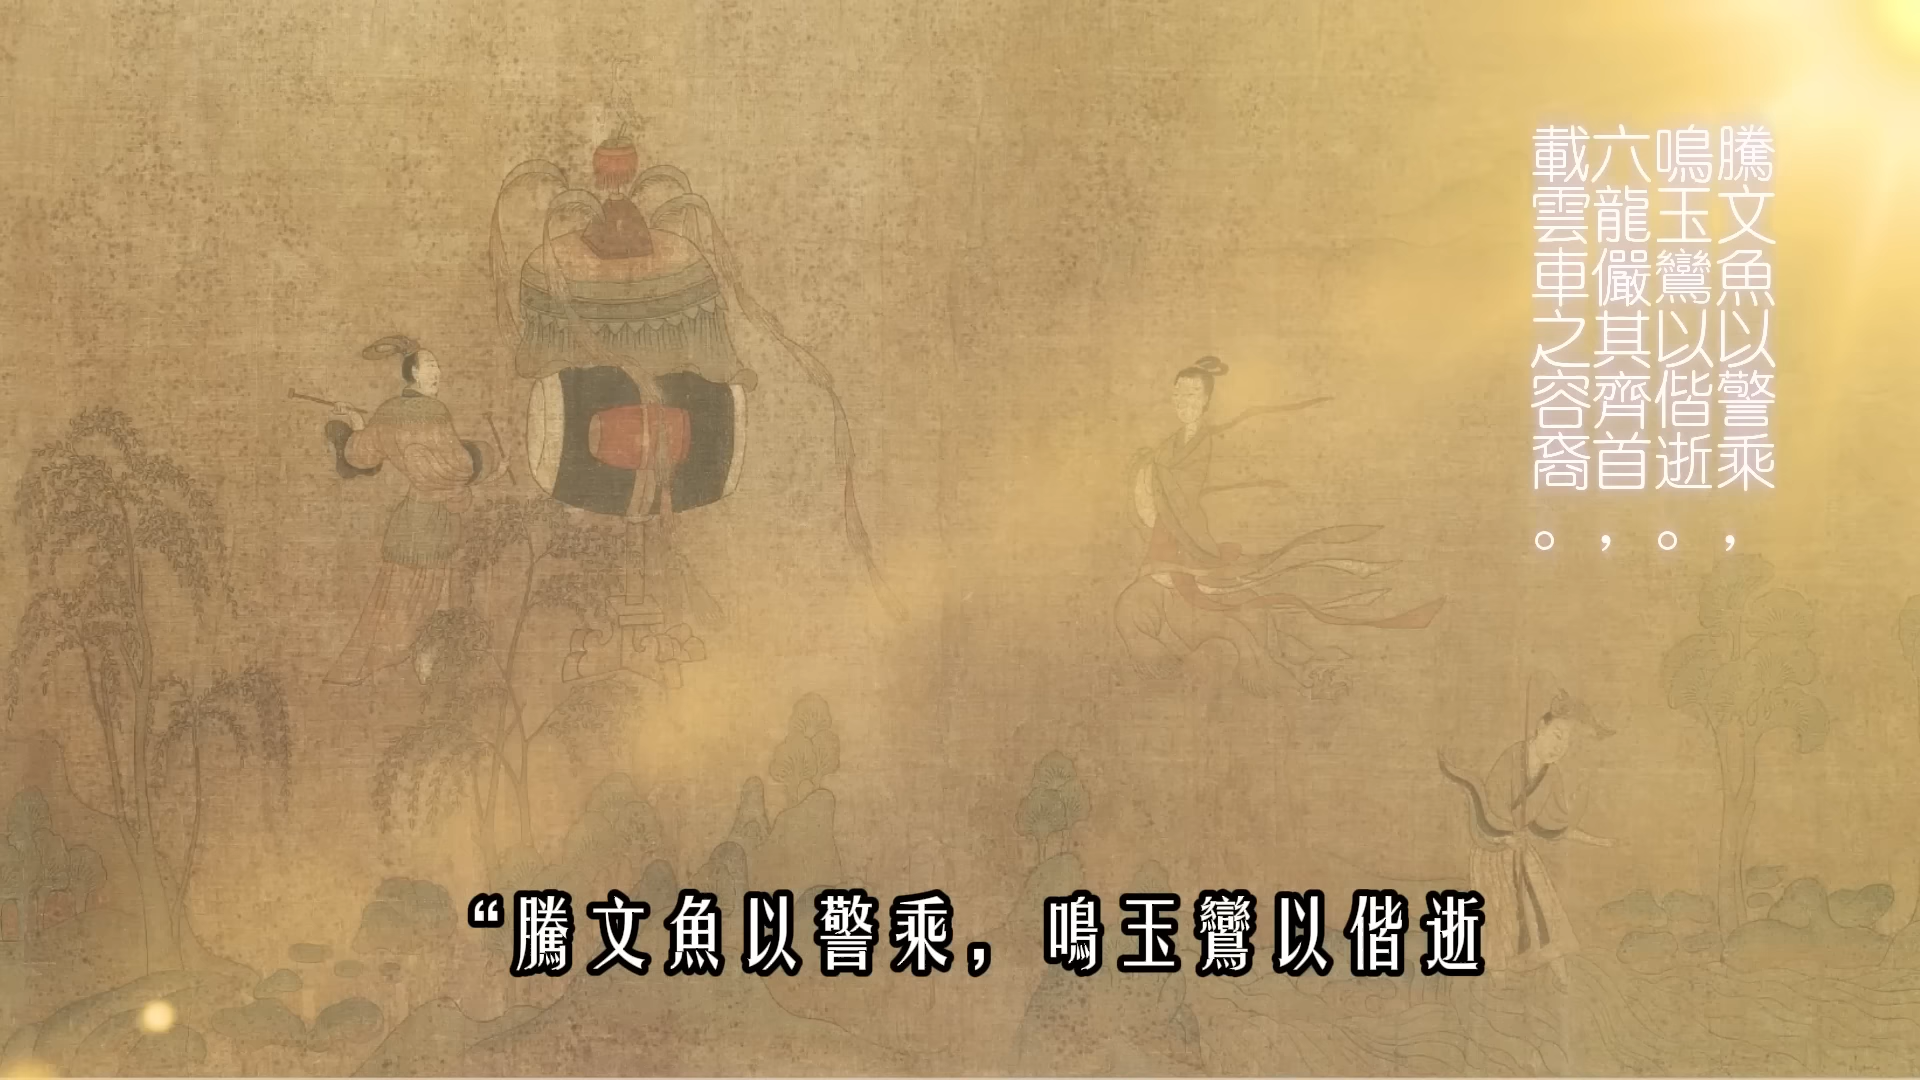 騰文魚以警乘，
鳴玉鸞以偕逝。
六龍儼其齊首，
載雲車之容裔。
“騰文魚以警乘，鳴玉鸞以偕逝